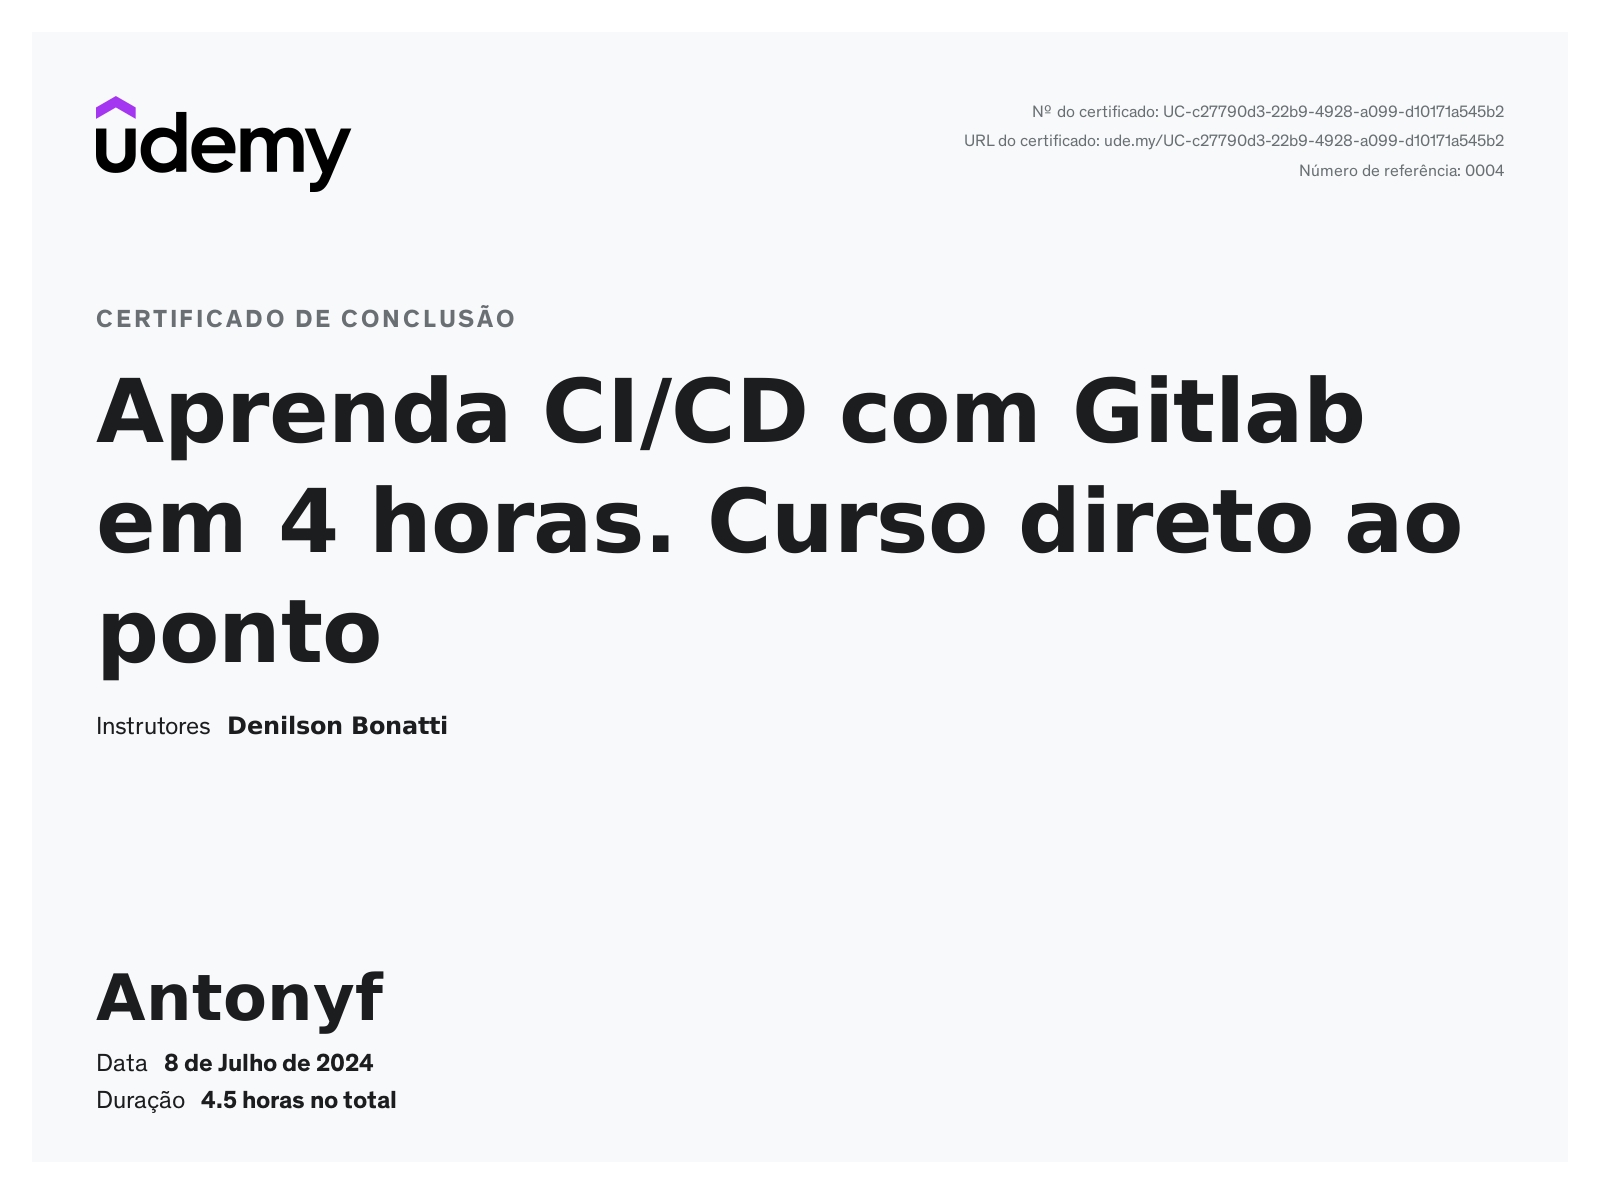 udemy
Nº do certificado: UC-c27790d3-22b9-4928-a099-d10171a545b2
URL do certificado: ude.my/UC-c27790d3-22b9-4928-a099-d10171a545b2
Número de referência: 0004
CERTIFICADO DE CONCLUSÃO
Aprenda CI/CD com Gitlab
em 4 horas. Curso direto ao
ponto
Instrutores Denilson Bonatti
Antonyf
Data 8 de Julho de 2024
Duração 4.5 horas no total